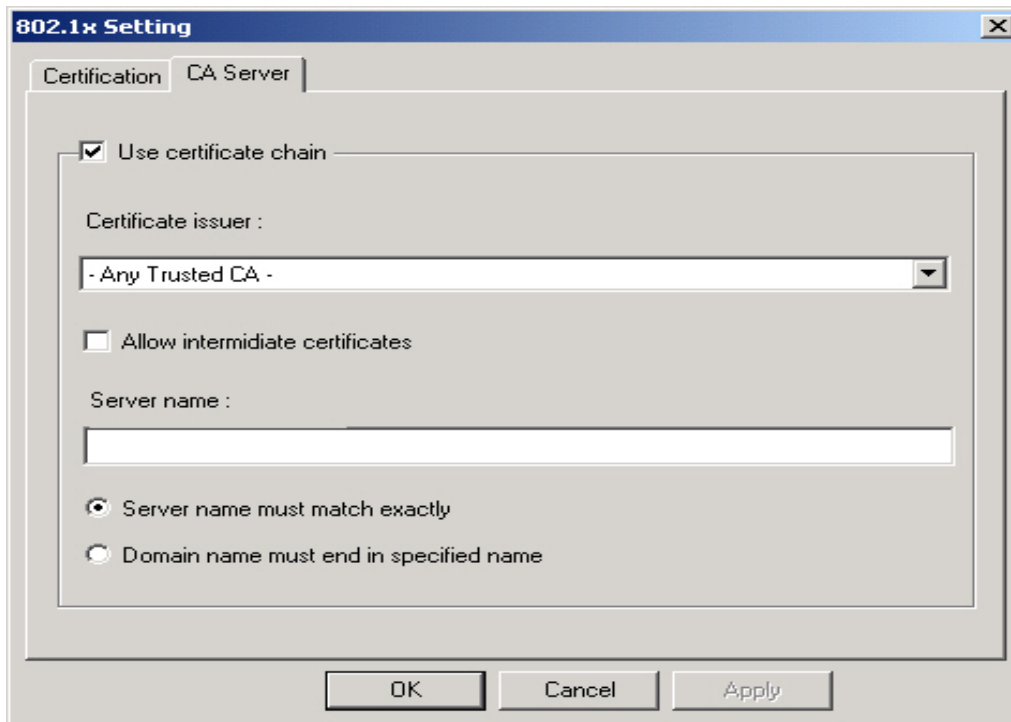 802.1x Setting
Certification
CA Server
Use certificate chain
Certificate issuer :
- Any Trusted CA -
Allow intermidiate certificates
Server name :
Server name must match exactly
Domain name must end in specified name
OK
Cancel
Apply